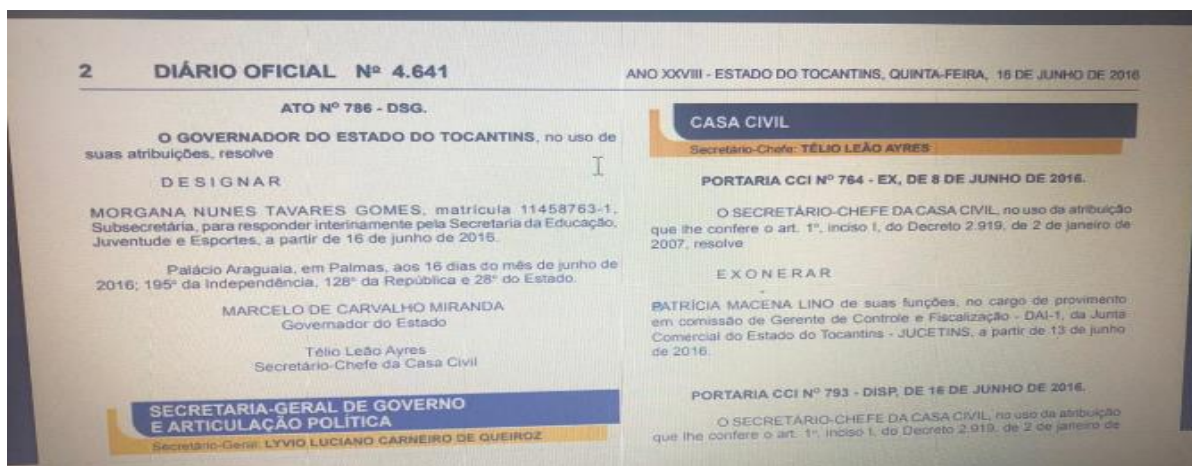 2 DIÁRIO OFICIAL Nº 4.641
ANO XXVIII - ESTADO DO TOCANTINS, QUINTA-FEIRA, 16 DE JUNHO DE 2016
ATO Nº 786 - DSG.
O GOVERNADOR DO ESTADO DO TOCANTINS, no uso de
suas atribuições, resolve
DESIGNAR
MORGANA NUNES TAVARES GOMES, matrícula 11458763-1,
Subsecretária, para responder interinamente pela Secretaria da Educação,
Juventude e Esportes, a partir de 16 de junho de 2016.
Palácio Araguaia, em Palmas, aos 16 dias do mês de junho de
2016; 195º da Independência, 128º da República e 28º do Estado.
MARCELO DE CARVALHO MIRANDA
Governador do Estado
Télio Leão Ayres
Secretário-Chefe da Casa Civil
SECRETARIA-GERAL DE GOVERNO
E ARTICULAÇÃO POLÍTICA
Secretário-Geral: LYVIO LUCIANO CARNEIRO DE QUEIROZ
CASA CIVIL
Secretário-Chefe: TÉLIO LEÃO AYRES
PORTARIA CCI Nº 764 - EX, DE 8 DE JUNHO DE 2016.
O SECRETÁRIO-CHEFE DA CASA CIVIL, no uso da atribuição
que lhe confere o art. 1º, inciso I, do Decreto 2.919, de 2 de janeiro de
2007, resolve
EXONERAR
PATRÍCIA MACENA LINO de suas funções, no cargo de provimento
em comissão de Gerente de Controle e Fiscalização - DAI-1, da Junta
Comercial do Estado do Tocantins - JUCETINS, a partir de 13 de junho
de 2016.
PORTARIA CCI Nº 793 - DISP, DE 16 DE JUNHO DE 2016.
O SECRETÁRIO-CHEFE DA CASA CIVIL, no uso da atribuição
que lhe confere o art. 1º, inciso I, do Decreto 2.919, de 2 de janeiro de